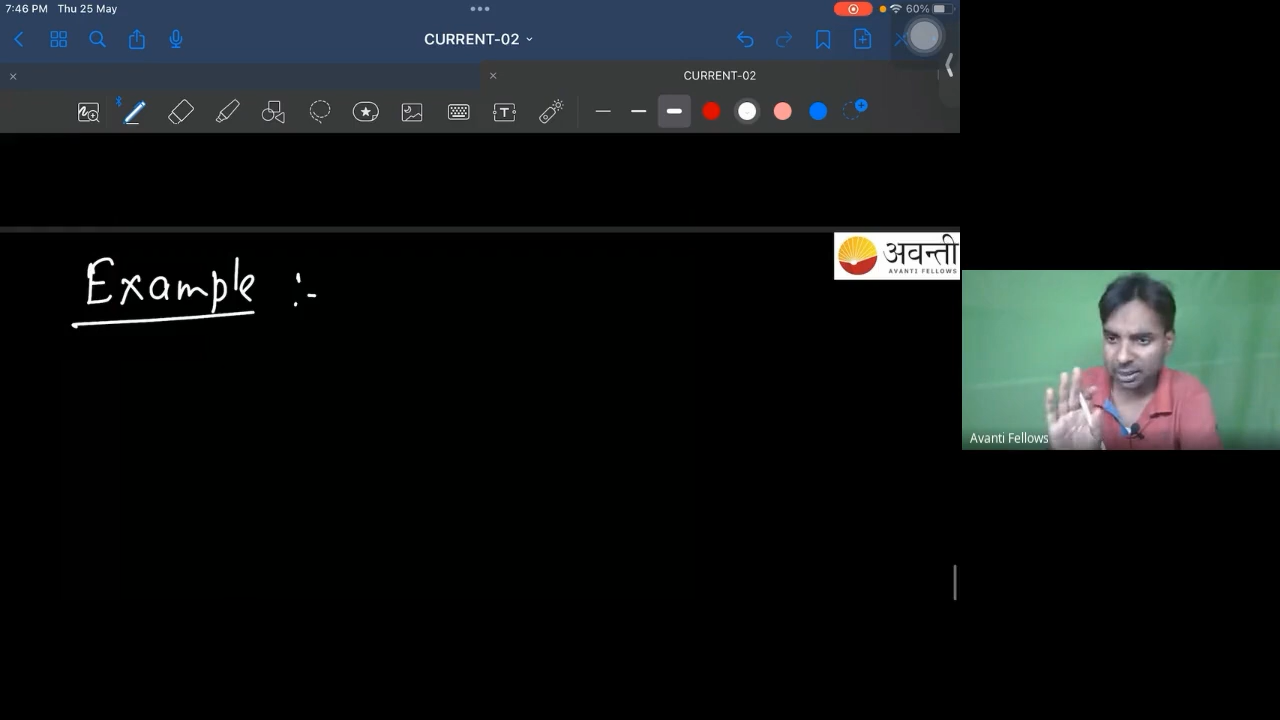 7:46 PM Thu 25 May
60%
CURRENT-02
CURRENT-02
T
Example :-
अवन्ती
AVANTI FELLOWS
Avanti Fellows